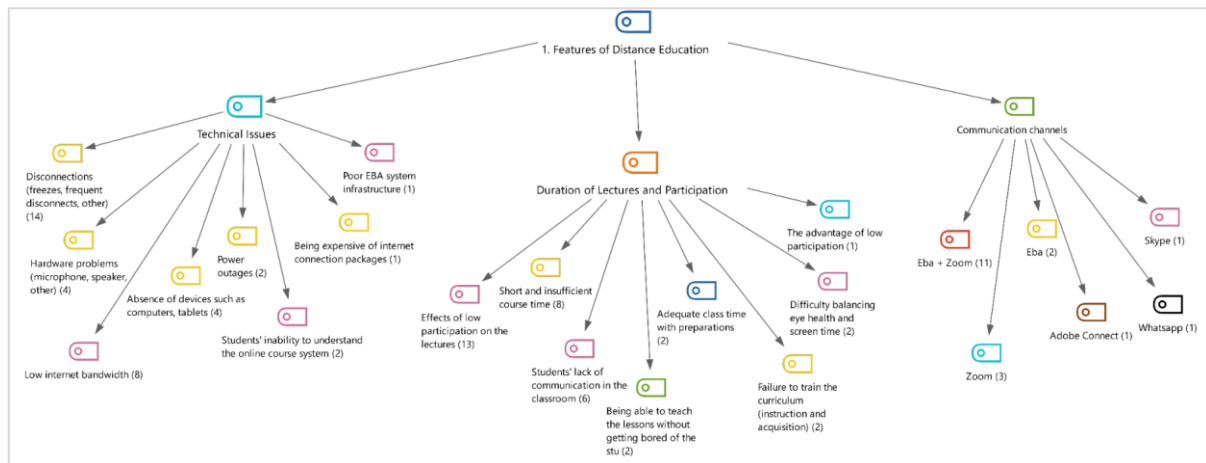 1. Features of Distance Education
Technical Issues
Disconnections
(freezes, frequent
disconnects, other)
(14)
Hardware problems
(microphone, speaker,
other) (4)
Low internet bandwidth (8)
Absence of devices such as
computers, tablets (4)
Power
outages (2)
Students' inability to understand
the online course system (2)
Being expensive of internet
connection packages (1)
Poor EBA system
infrastructure (1)
Duration of Lectures and Participation
Effects of low
participation on the
lectures (13)
Short and insufficient
course time (8)
Students' lack of
communication in the
classroom (6)
Being able to teach
the lessons without
getting bored of the
stu (2)
Adequate class time
with preparations
(2)
Failure to train the
curriculum
(instruction and
acquisition) (2)
Difficulty balancing
eye health and
screen time (2)
The advantage of low
participation (1)
Communication channels
Eba + Zoom (11)
Zoom (3)
Eba (2)
Adobe Connect (1)
Whatsapp (1)
Skype (1)